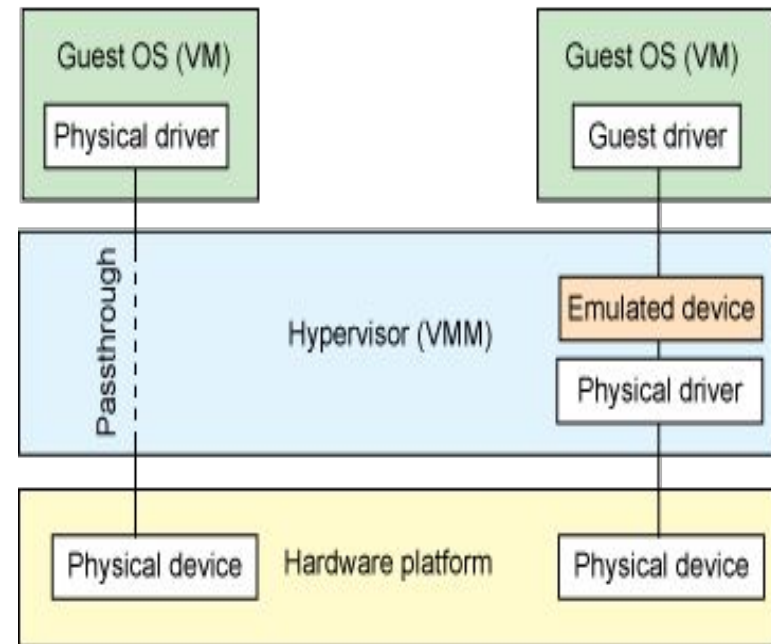 Guest OS (VM)
Guest OS (VM)
Physical driver
Guest driver
Passthrough
Hypervisor (VMM)
Emulated device
Physical driver
Physical device
Hardware platform
Physical device